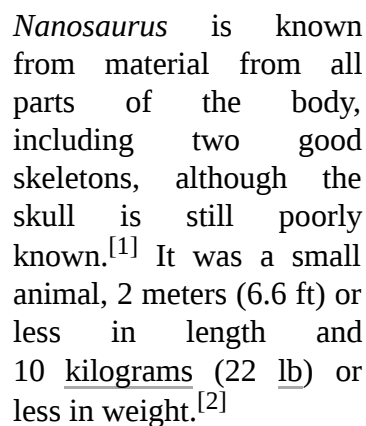 Nanosaurus is known
from material from all
parts of the body,
including two good
skeletons, although the
skull is still poorly
known.[1] It was a small
animal, 2 meters (6.6 ft) or
less in length and
10 kilograms (22 lb) or
less in weight.[2]